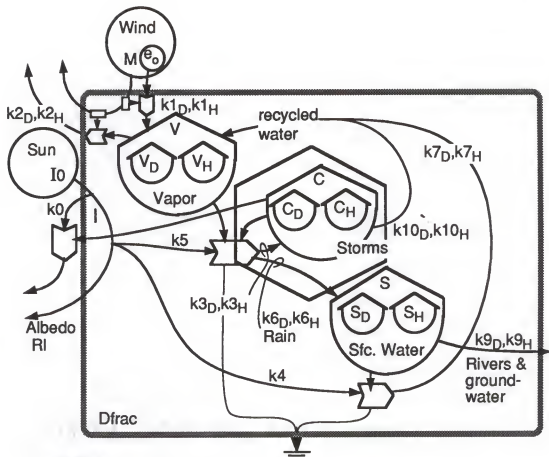 Wind
M e₀
k1D,k1H
k2D,k2H
V
recycled
water
k7D,k7H
Sun
I0
VD VH
Vapor
C
CD CH
Storms
k10D,k10H
k0
I
k5
k3D,k3H
k6D,k6H
Rain
S
SD SH
Sfc. Water
k9D,k9H
Rivers &
ground-
water
Albedo
RI
k4
Dfrac